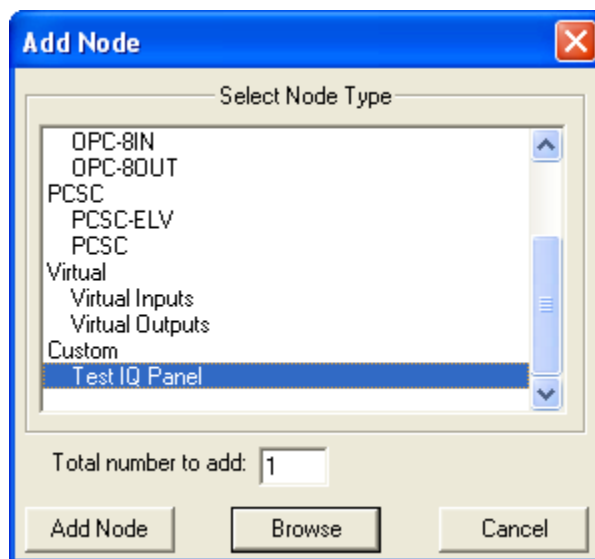 Add Node
Select Node Type
OPC-8IN
OPC-8OUT
PCSC
PCSC-ELV
PCSC
Virtual
Virtual Inputs
Virtual Outputs
Custom
Test IQ Panel
Total number to add: 1
Add Node Browse Cancel